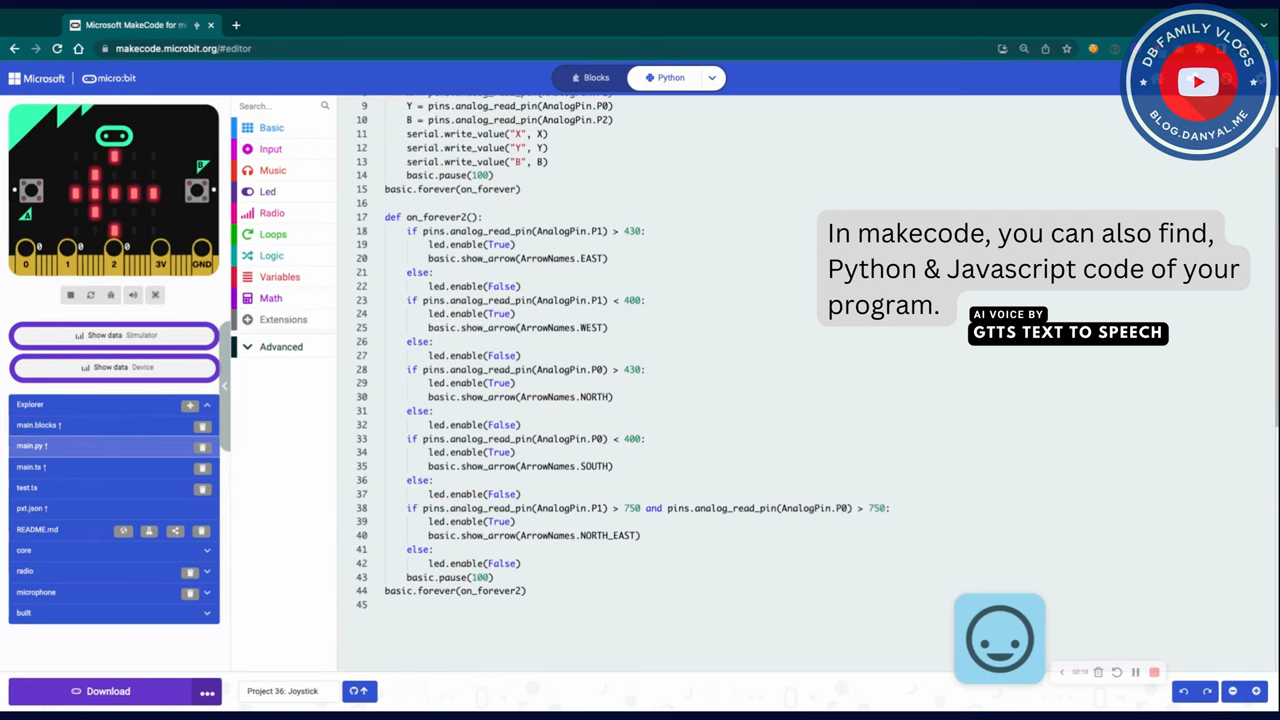 Microsoft MakeCode for mi
makecode.microbit.org/#editor
DB FAMILY VLOGS
BLOG.DANYAL.ME
Microsoft
micro:bit
Blocks
Python
B
A
0
0
0
0 1 2 3V GND
Show data Simulator
Show data Device
Explorer
main.blocks ↑
main.py ↑
main.ts ↑
test.ts
pxt.json ↑
README.md
core
radio
microphone
built
Download
Search...
Basic
Input
Music
Led
Radio
Loops
Logic
Variables
Math
Extensions
Advanced
9 Y = pins.analog_read_pin(AnalogPin.P0)
10 B = pins.analog_read_pin(AnalogPin.P2)
11 serial.write_value("X", X)
12 serial.write_value("Y", Y)
13 serial.write_value("B", B)
14 basic.pause(100)
15 basic.forever(on_forever)
16
17 def on_forever2():
18 if pins.analog_read_pin(AnalogPin.P1) > 430:
19 led.enable(True)
20 basic.show_arrow(ArrowNames.EAST)
21 else:
22 led.enable(False)
23 if pins.analog_read_pin(AnalogPin.P1) < 400:
24 led.enable(True)
25 basic.show_arrow(ArrowNames.WEST)
26 else:
27 led.enable(False)
28 if pins.analog_read_pin(AnalogPin.P0) > 430:
29 led.enable(True)
30 basic.show_arrow(ArrowNames.NORTH)
31 else:
32 led.enable(False)
33 if pins.analog_read_pin(AnalogPin.P0) < 400:
34 led.enable(True)
35 basic.show_arrow(ArrowNames.SOUTH)
36 else:
37 led.enable(False)
38 if pins.analog_read_pin(AnalogPin.P1) > 750 and pins.analog_read_pin(AnalogPin.P0) > 750:
39 led.enable(True)
40 basic.show_arrow(ArrowNames.NORTH_EAST)
41 else:
42 led.enable(False)
43 basic.pause(100)
44 basic.forever(on_forever2)
45
In makecode, you can also find,
Python & Javascript code of your
program.
AI VOICE BY
GTTS TEXT TO SPEECH
Project 36: Joystick
02:19